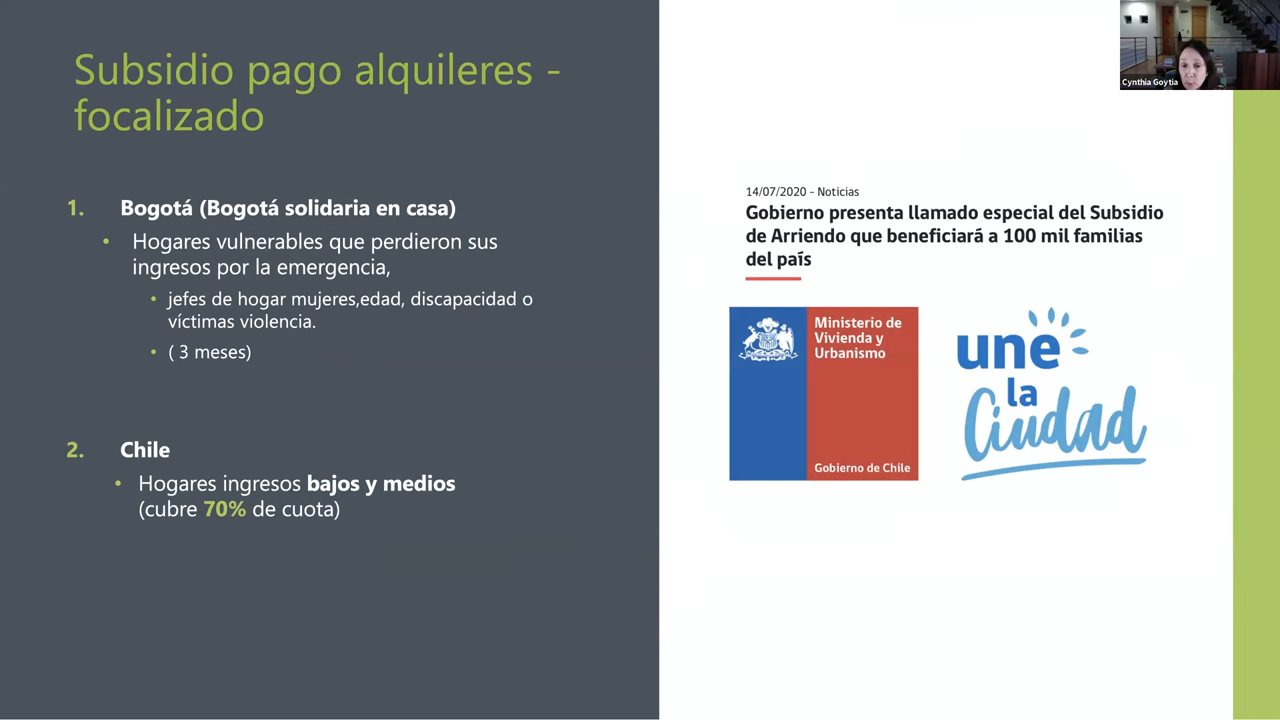 Subsidio pago alquileres -
focalizado
1. Bogotá (Bogotá solidaria en casa)
• Hogares vulnerables que perdieron sus
ingresos por la emergencia,
• jefes de hogar mujeres,edad, discapacidad o
víctimas violencia.
• ( 3 meses)
2. Chile
• Hogares ingresos bajos y medios
(cubre 70% de cuota)
Cynthia Goytia
14/07/2020 - Noticias
Gobierno presenta llamado especial del Subsidio
de Arriendo que beneficiará a 100 mil familias
del país
Ministerio de
Vivienda y
Urbanismo
Gobierno de Chile
une
la
Ciudad